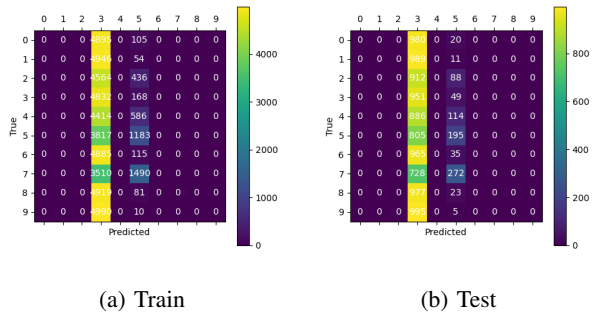 0 1 2 3 4 5 6 7 8 9
0 0 0 0 4895 0 105 0 0 0 0
1 0 0 0 4946 0 54 0 0 0 0
2 0 0 0 4564 0 436 0 0 0 0
3 0 0 0 4832 0 168 0 0 0 0
4 0 0 0 4414 0 586 0 0 0 0
5 0 0 0 3817 0 1183 0 0 0 0
6 0 0 0 4885 0 115 0 0 0 0
7 0 0 0 3510 0 1490 0 0 0 0
8 0 0 0 4919 0 81 0 0 0 0
9 0 0 0 4990 0 10 0 0 0 0
True
Predicted
4000
3000
2000
1000
0
(a) Train
0 1 2 3 4 5 6 7 8 9
0 0 0 0 980 0 20 0 0 0 0
1 0 0 0 989 0 11 0 0 0 0
2 0 0 0 912 0 88 0 0 0 0
3 0 0 0 951 0 49 0 0 0 0
4 0 0 0 886 0 114 0 0 0 0
5 0 0 0 805 0 195 0 0 0 0
6 0 0 0 965 0 35 0 0 0 0
7 0 0 0 728 0 272 0 0 0 0
8 0 0 0 977 0 23 0 0 0 0
9 0 0 0 995 0 5 0 0 0 0
True
Predicted
800
600
400
200
0
(b) Test